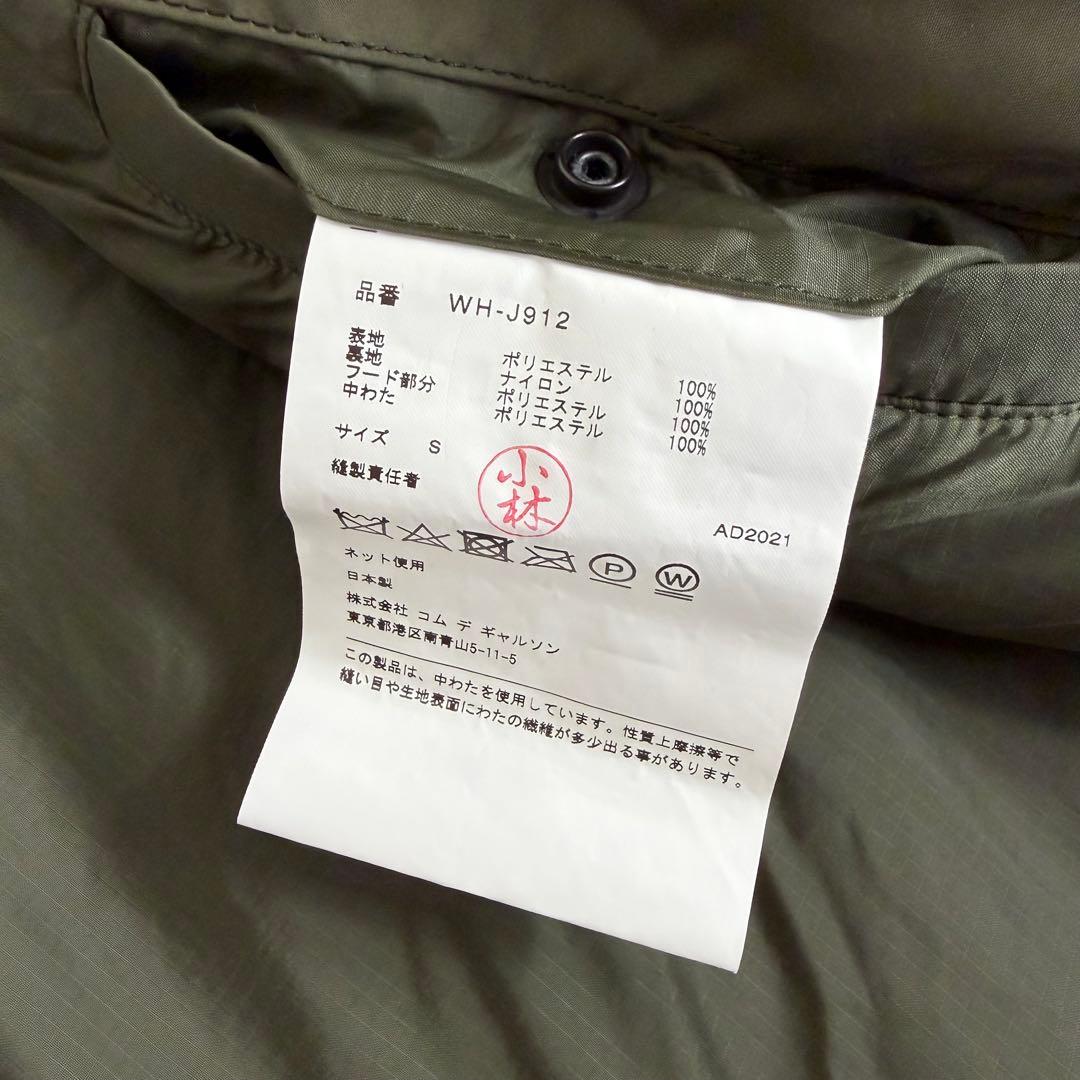 品番 WH-J912
表地 ポリエステル 100%
裏地 ナイロン 100%
フード部分 ポリエステル 100%
中わた ポリエステル 100%
サイズ S
縫製責任者 小林
AD2021
P W
ネット使用
日本製
株式会社 コム デ ギャルソン
東京都港区南青山5-11-5
この製品は、中わたを使用しています。性質上摩擦等で
縫い目や生地表面にわたの繊維が多少出る事があります。